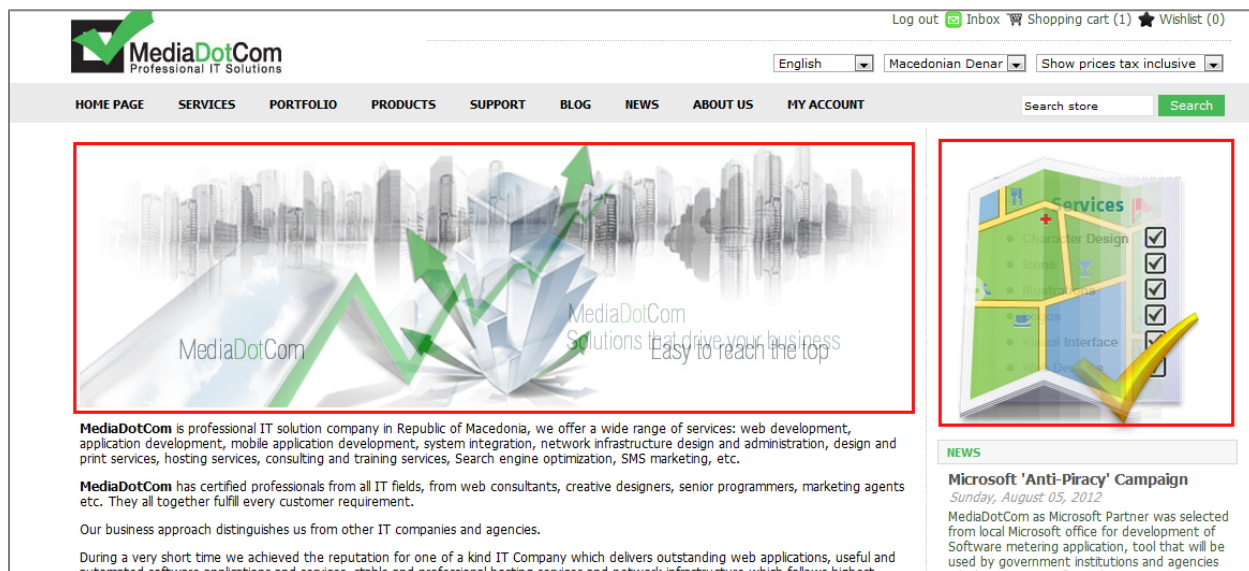 Log out Inbox Shopping cart (1) Wishlist (0)
MediaDotCom
Professional IT Solutions
English Macedonian Denar Show prices tax inclusive
HOME PAGE SERVICES PORTFOLIO PRODUCTS SUPPORT BLOG NEWS ABOUT US MY ACCOUNT Search store Search
MediaDotCom
MediaDotCom
Solutions that drive your business
Easy to reach the top
Services
Character Design
Icons
Illustrations
Visual Interface
MediaDotCom is professional IT solution company in Republic of Macedonia, we offer a wide range of services: web development,
application development, mobile application development, system integration, network infrastructure design and administration, design and
print services, hosting services, consulting and training services, Search engine optimization, SMS marketing, etc.
MediaDotCom has certified professionals from all IT fields, from web consultants, creative designers, senior programmers, marketing agents
etc. They all together fulfill every customer requirement.
Our business approach distinguishes us from other IT companies and agencies.
During a very short time we achieved the reputation for one of a kind IT Company which delivers outstanding web applications, useful and
NEWS
Microsoft 'Anti-Piracy' Campaign
Sunday, August 05, 2012
MediaDotCom as Microsoft Partner was selected
from local Microsoft office for development of
Software metering application, tool that will be
used by government institutions and agencies